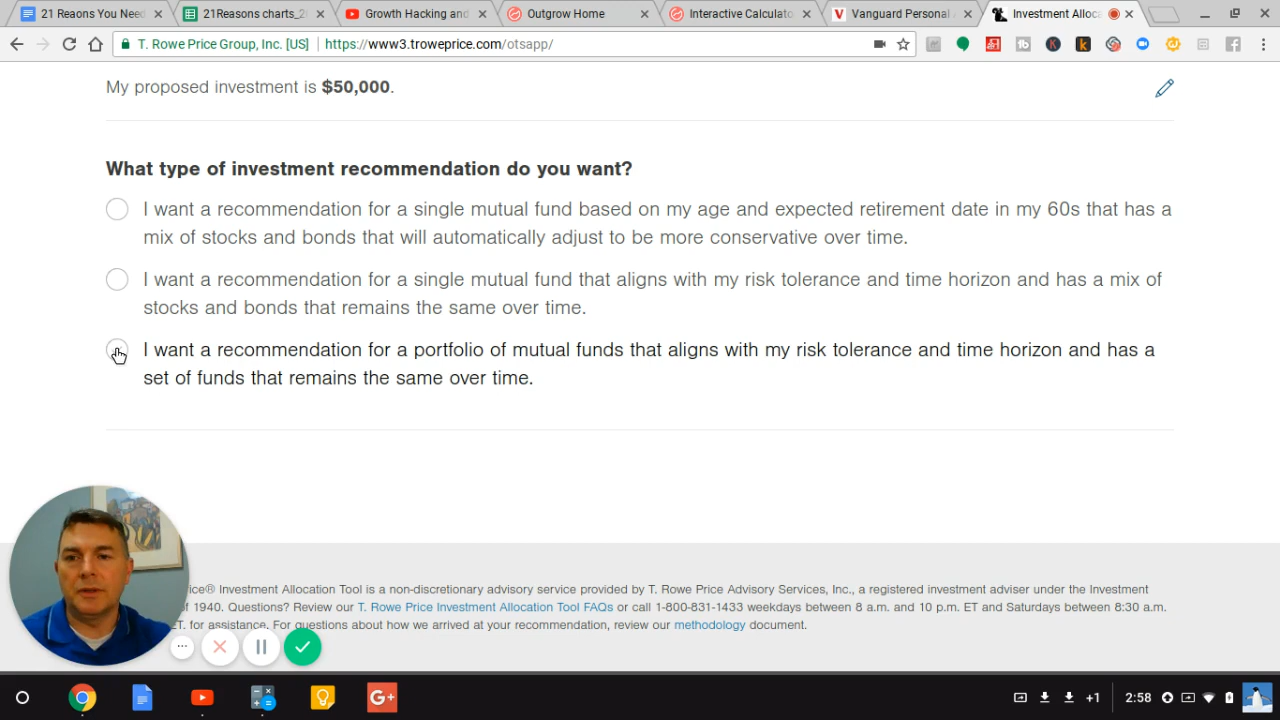 21 Reaons You Need
21Reasons charts_2
Growth Hacking and
Outgrow Home
Interactive Calculato
Vanguard Personal
Investment Alloc
T. Rowe Price Group, Inc. [US]
https://www3.troweprice.com/otsapp/
My proposed investment is $50,000.
What type of investment recommendation do you want?
I want a recommendation for a single mutual fund based on my age and expected retirement date in my 60s that has a
mix of stocks and bonds that will automatically adjust to be more conservative over time.
I want a recommendation for a single mutual fund that aligns with my risk tolerance and time horizon and has a mix of
stocks and bonds that remains the same over time.
I want a recommendation for a portfolio of mutual funds that aligns with my risk tolerance and time horizon and has a
set of funds that remains the same over time.
rice® Investment Allocation Tool is a non-discretionary advisory service provided by T. Rowe Price Advisory Services, Inc., a registered investment adviser under the Investment
of 1940. Questions? Review our T. Rowe Price Investment Allocation Tool FAQs or call 1-800-831-1433 weekdays between 8 a.m. and 10 p.m. ET and Saturdays between 8:30 a.m.
ET. for assistance. For questions about how we arrived at your recommendation, review our methodology document.
G+
+1
2:58